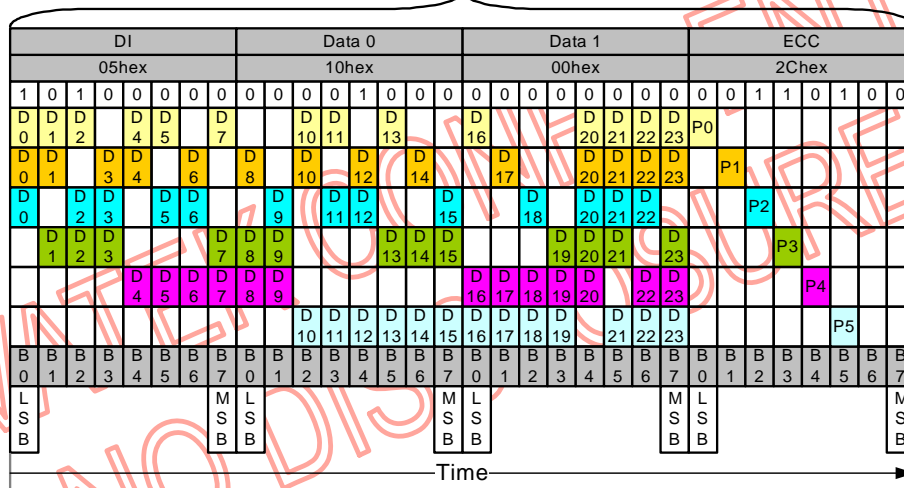 DI Data 0 Data 1 ECC
05hex 10hex 00hex 2Chex
1 0 1 0 0 0 0 0 0 0 0 0 1 0 0 0 0 0 0 0 0 0 0 0 0 0 1 1 0 1 0 0
D0 D1 D2 D4 D5 D7 D10 D11 D13 D16 D20 D21 D22 D23 P0
D0 D1 D3 D4 D6 D8 D10 D12 D14 D17 D20 D21 D22 D23 P1
D0 D2 D3 D5 D6 D9 D11 D12 D15 D18 D20 D21 D22 P2
D1 D2 D3 D7 D8 D9 D13 D14 D15 D19 D20 D21 D23 P3
D4 D5 D6 D7 D8 D9 D16 D17 D18 D19 D20 D22 D23 P4
D10 D11 D12 D13 D14 D15 D16 D17 D18 D19 D21 D22 D23 P5
B0 B1 B2 B3 B4 B5 B6 B7 B0 B1 B2 B3 B4 B5 B6 B7 B0 B1 B2 B3 B4 B5 B6 B7 B0 B1 B2 B3 B4 B5 B6 B7
LSB MSB LSB MSB LSB MSB LSB MSB
Time
NO DISCLOSURE